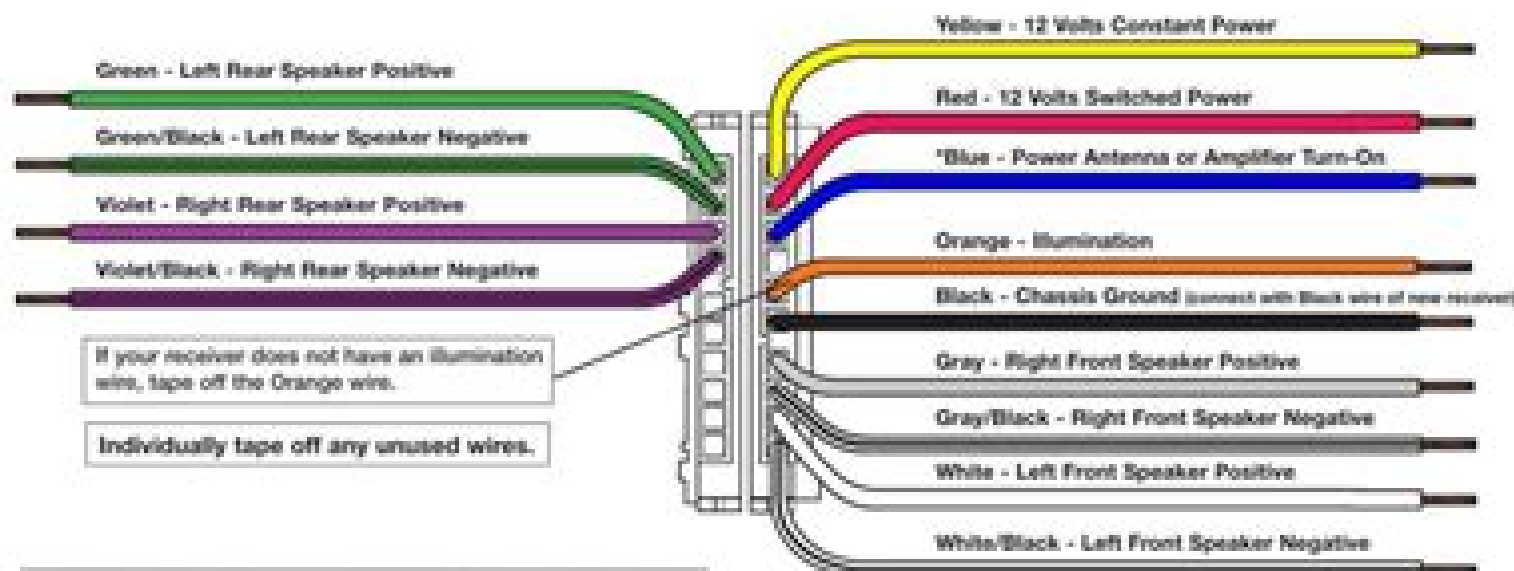 Green - Left Rear Speaker Positive
Green/Black - Left Rear Speaker Negative
Violet - Right Rear Speaker Positive
Violet/Black - Right Rear Speaker Negative
If your receiver does not have an illumination
wire, tape off the Orange wire.
Individually tape off any unused wires.
Yellow - 12 Volts Constant Power
Red - 12 Volts Switched Power
*Blue - Power Antenna or Amplifier Turn-On
Orange - Illumination
Black - Chassis Ground (connect with Black wire of new receiver)
Gray - Right Front Speaker Positive
Gray/Black - Right Front Speaker Negative
White - Left Front Speaker Positive
White/Black - Left Front Speaker Negative